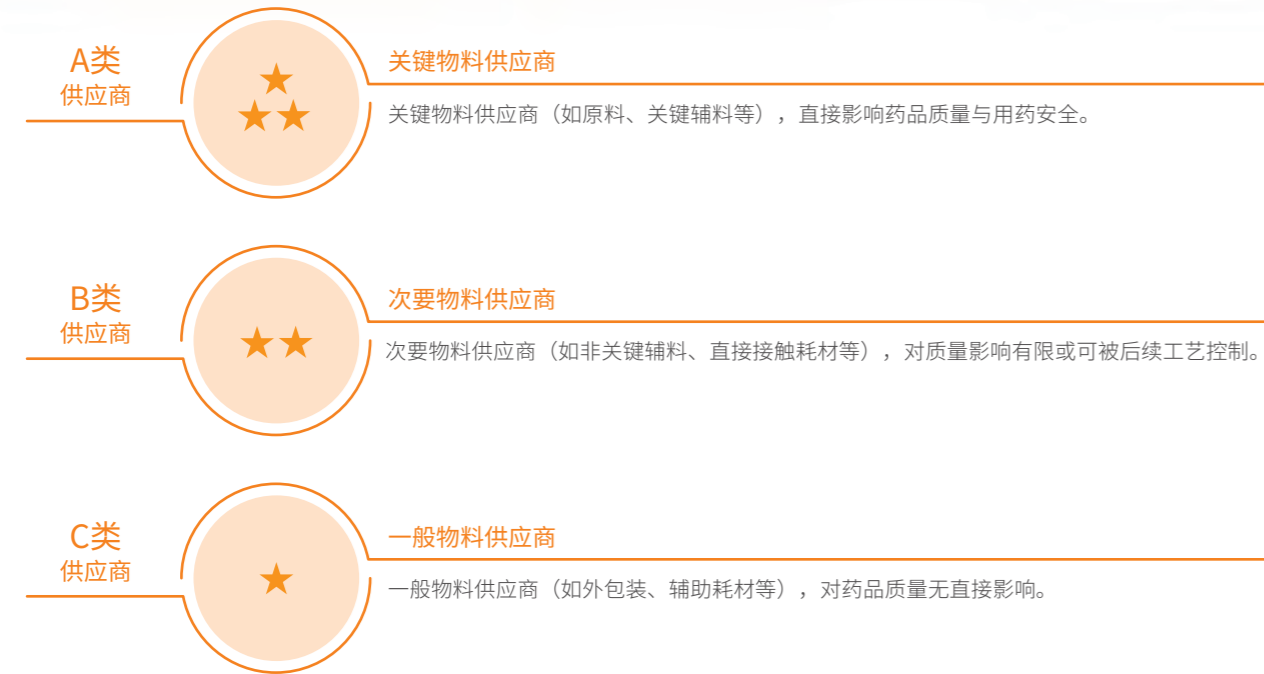 A类
供应商
关键物料供应商
关键物料供应商（如原料、关键辅料等），直接影响药品质量与用药安全。
B类
供应商
次要物料供应商
次要物料供应商（如非关键辅料、直接接触耗材等），对质量影响有限或可被后续工艺控制。
C类
供应商
一般物料供应商
一般物料供应商（如外包装、辅助耗材等），对药品质量无直接影响。